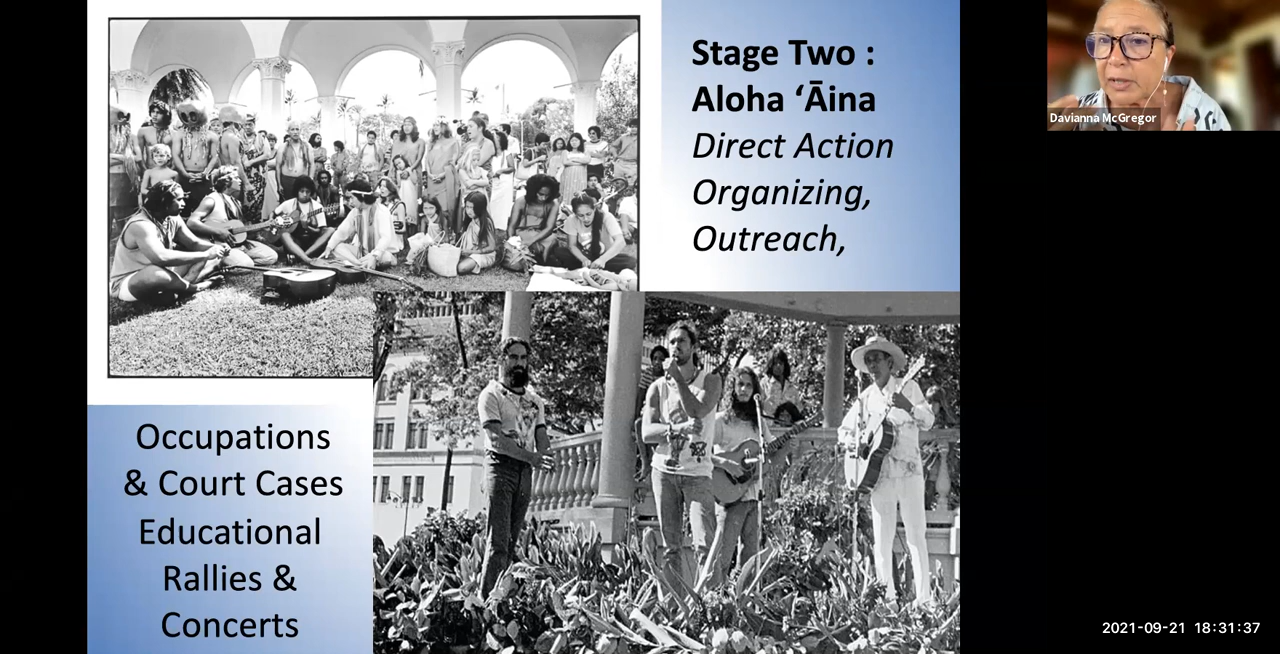 Stage Two :
Aloha ‘Āina
Direct Action
Organizing,
Outreach,
Davianna McGregor
Occupations
& Court Cases
Educational
Rallies &
Concerts
2021-09-21 18:31:37